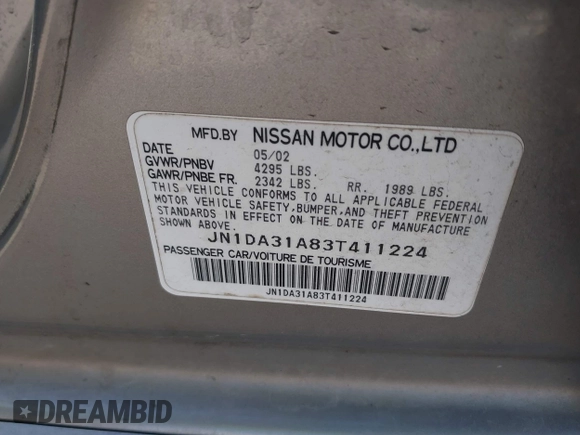 MFD.BY NISSAN MOTOR CO.,LTD
DATE 05/02
GVWR/PNBV 4295 LBS.
GAWR/PNBE FR. 2342 LBS. RR. 1989 LBS.
THIS VEHICLE CONFORMS TO ALL APPLICABLE FEDERAL
MOTOR VEHICLE SAFETY, BUMPER, AND THEFT PREVENTION
STANDARDS IN EFFECT ON THE DATE OF MANUFACTURE
SHOWN ABOVE.
JN1DA31A83T411224
PASSENGER CAR/VOITURE DE TOURISME
JN1DA31A83T411224
DREAMBID